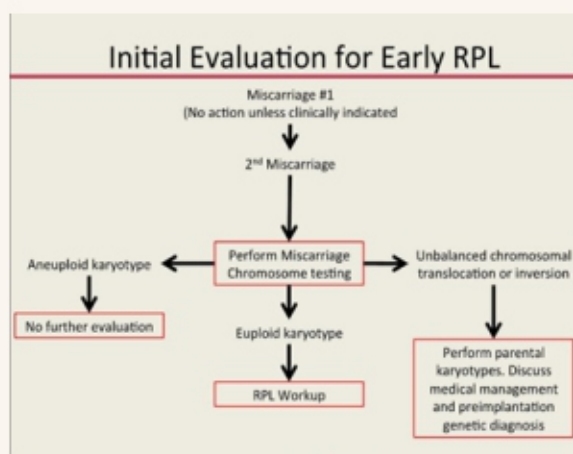 Initial Evaluation for Early RPL
Miscarriage #1
(No action unless clinically indicated
2nd Miscarriage
Perform Miscarriage
Chromosome testing
Aneuploid karyotype
Unbalanced chromosomal
translocation or inversion
No further evaluation
Euploid karyotype
RPL Workup
Perform parental
karyotypes. Discuss
medical management
and preimplantation
genetic diagnosis